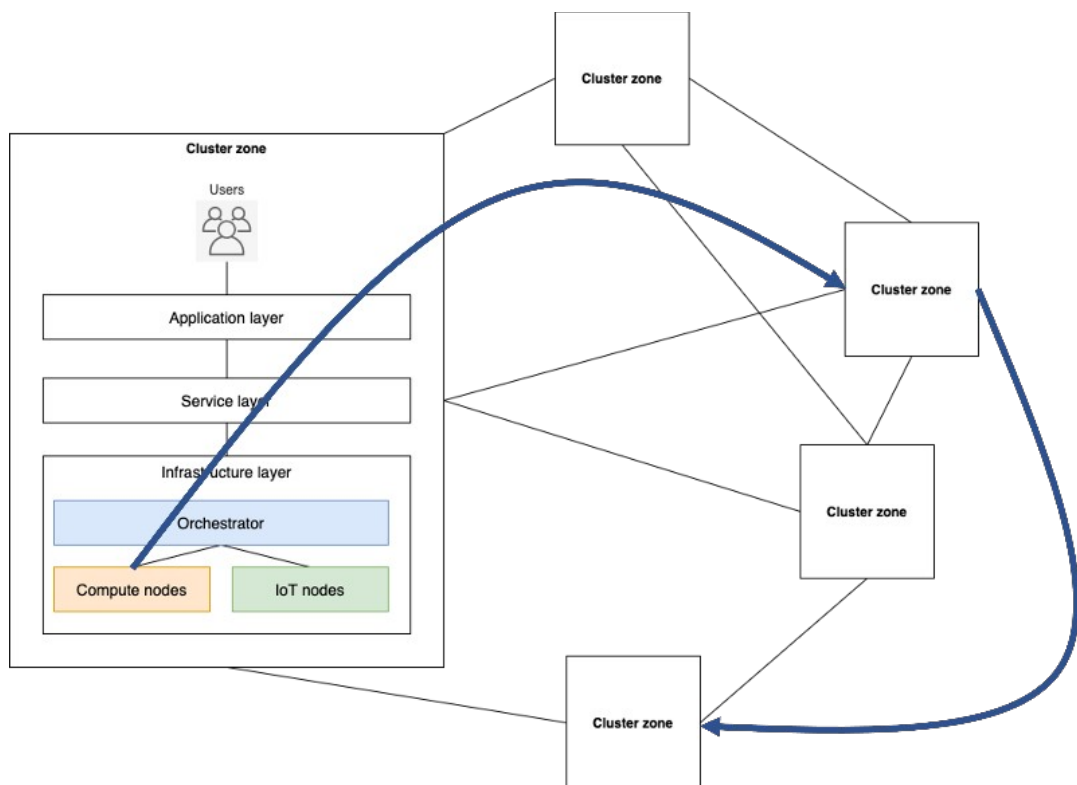 Cluster zone
Cluster zone
Users
Application layer
Service layer
Infrastructure layer
Orchestrator
Compute nodes
IoT nodes
Cluster zone
Cluster zone
Cluster zone